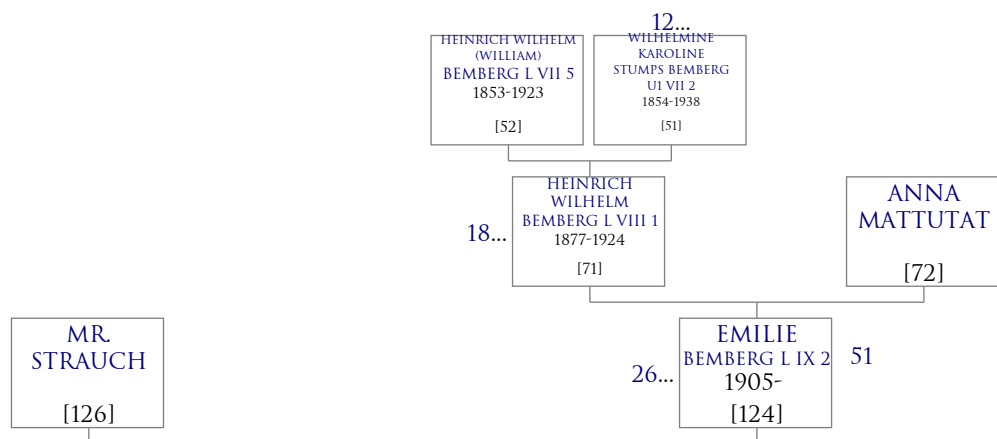 12...
HEINRICH WILHELM
(WILLIAM)
BEMBERG L VII 5
1853-1923
[52]
WILHELMINE
KAROLINE
STUMPS BEMBERG
U1 VII 2
1854-1938
[51]
HEINRICH
WILHELM
BEMBERG L VIII 1
1877-1924
[71]
18...
ANNA
MATTUTAT
[72]
MR.
STRAUCH
[126]
EMILIE
BEMBERG L IX 2
1905-
[124]
26...
51